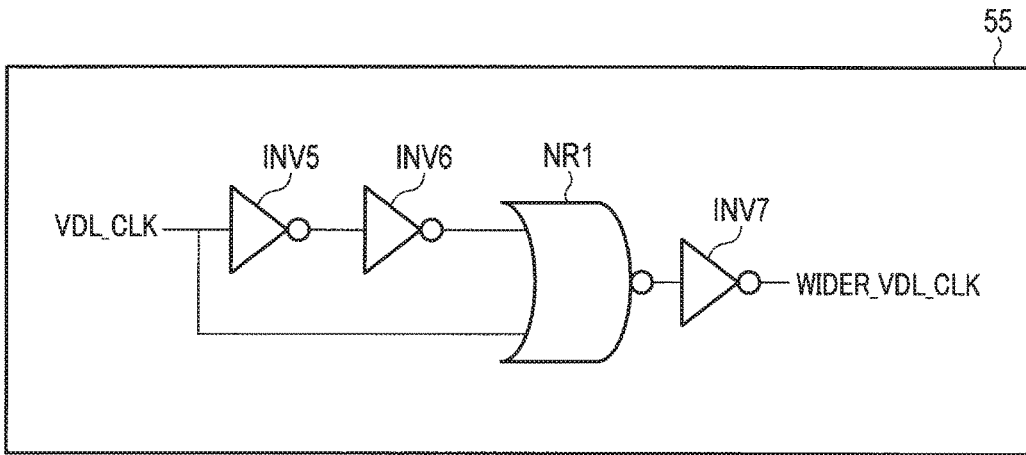 55
INV5
INV6
NR1
INV7
VDL_CLK
WIDER_VDL_CLK